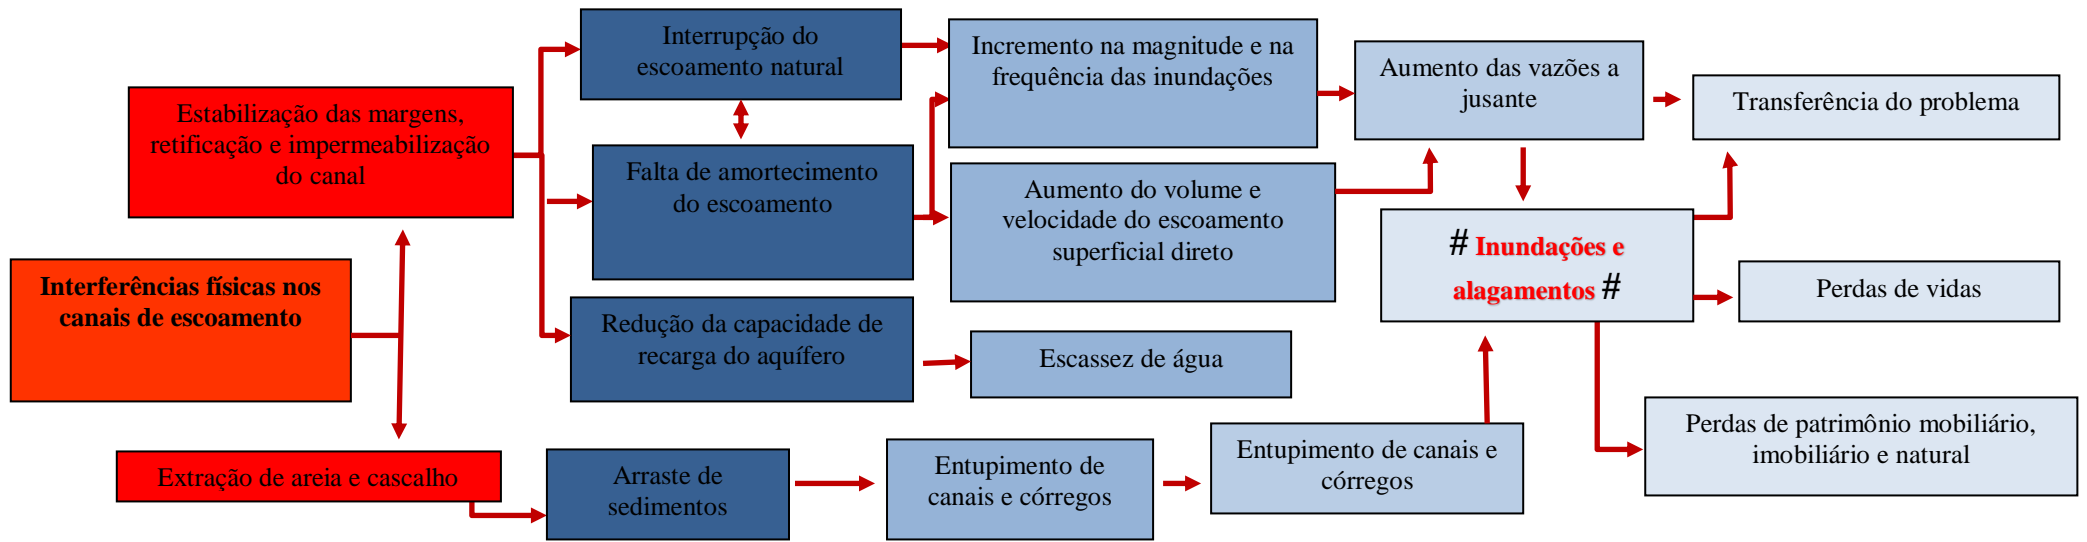 Interferências físicas nos
canais de escoamento
Estabilização das margens,
retificação e impermeabilização
do canal
Extração de areia e cascalho
Interrupção do
escoamento natural
Falta de amortecimento
do escoamento
Redução da capacidade de
recarga do aquífero
Arraste de
sedimentos
Incremento na magnitude e na
frequência das inundações
Aumento do volume e
velocidade do escoamento
superficial direto
Escassez de água
Entupimento de
canais e córregos
Aumento das vazões a
jusante
# Inundações e
alagamentos #
Entupimento de canais e
córregos
Transferência do problema
Perdas de vidas
Perdas de patrimônio mobiliário,
imobiliário e natural